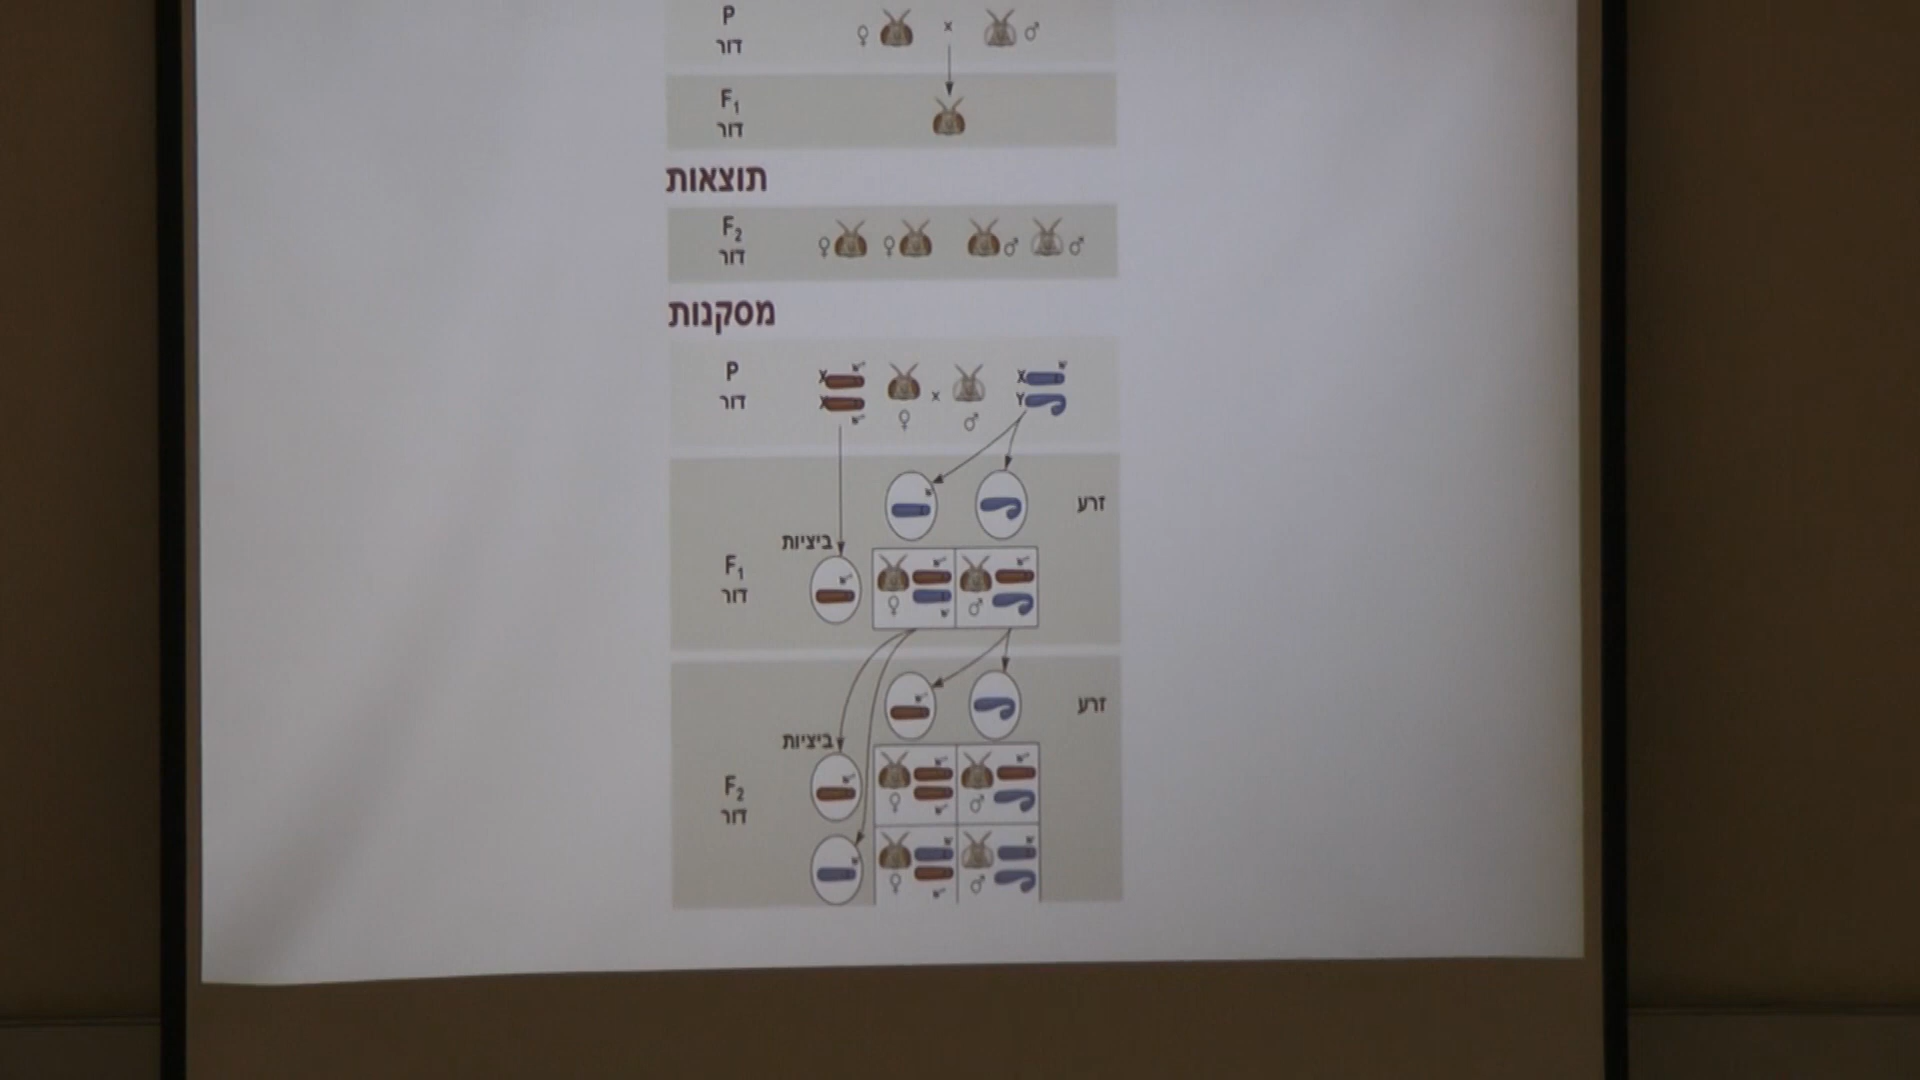 P
דור
♀ x ♂
F₁
דור
תוצאות
F₂
דור
♀ ♀ ♂ ♂
מסקנות
P
דור
X
X
♀ x ♂
X
Y
זרע
ביציות
F₁
דור
♀ ♂
זרע
ביציות
F₂
דור
♀ ♂
♀ ♂